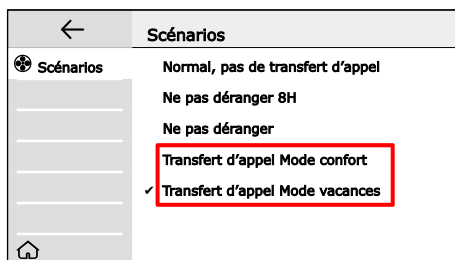 Scénarios
Scénarios
Normal, pas de transfert d'appel
Ne pas déranger 8H
Ne pas déranger
Transfert d'appel Mode confort
✓ Transfert d'appel Mode vacances